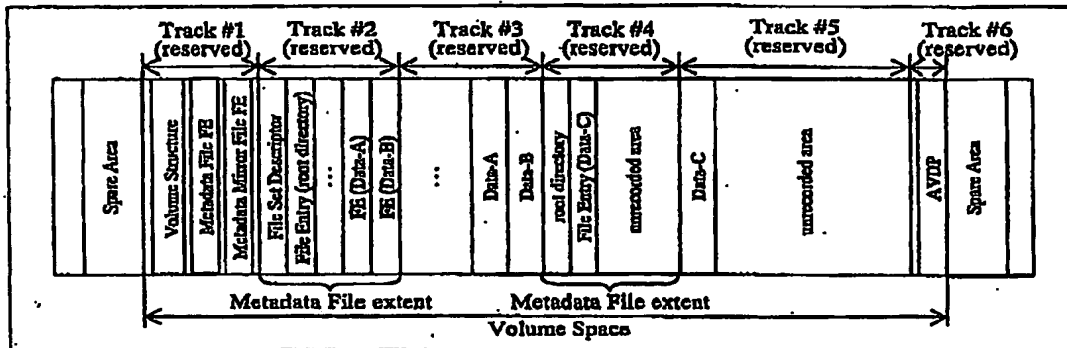 Track #1 (reserved)
Track #2 (reserved)
Track #3 (reserved)
Track #4 (reserved)
Track #5 (reserved)
Track #6 (reserved)
Spare Area
Volume Structure
Metadata File FE
Metadata Mirror File FE
File Set Descriptor
File Entry (root directory)
...
FE (Data-A)
FE (Data-B)
...
Data-A
Data-B
root directory
File Entry (Data-C)
unrecorded area
Data-C
unrecorded area
AVDP
Spare Area
Metadata File extent
Metadata File extent
Volume Space